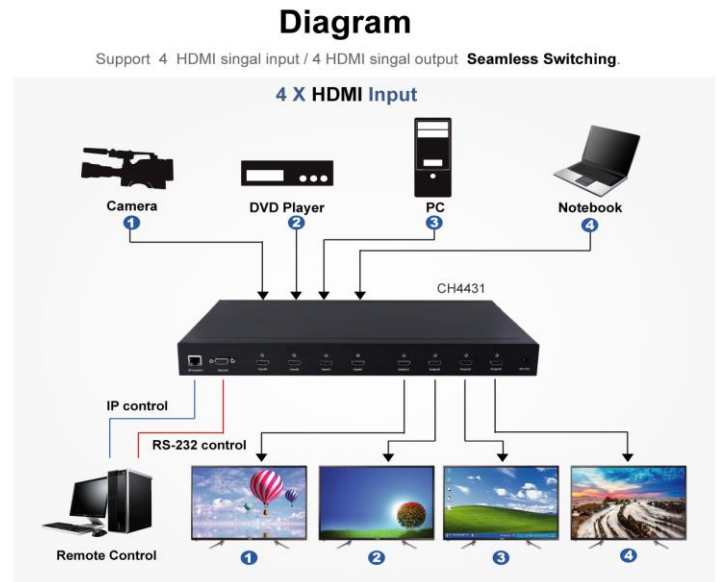 Diagram
Support 4 HDMI singal input / 4 HDMI singal output Seamless Switching.
4 X HDMI Input
Camera
DVD Player
PC
Notebook
1
2
3
4
CH4431
IP control
RS-232 control
Remote Control
1
2
3
4